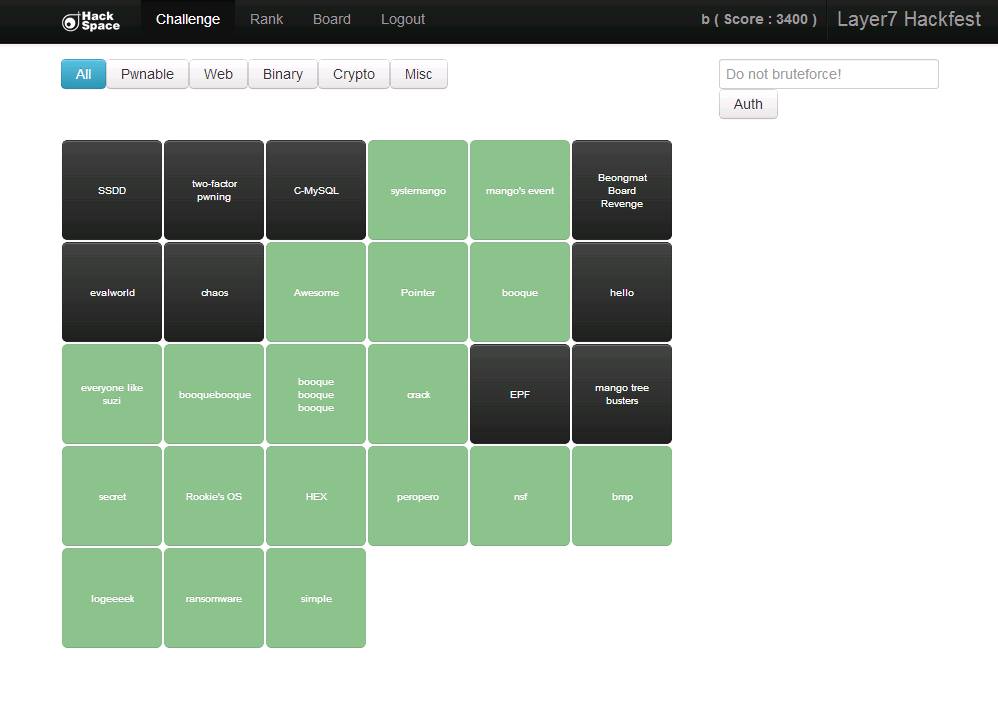 Hack Space
Challenge
Rank
Board
Logout
b ( Score : 3400 )
Layer7 Hackfest
All
Pwnable
Web
Binary
Crypto
Misc
Do not bruteforce!
Auth
SSDD
two-factor
pwning
C-MySQL
systemango
mango's event
Beongmat
Board
Revenge
evalworld
chaos
Awesome
Pointer
booque
hello
everyone like
suzi
booquebooque
booque
booque
booque
crack
EPF
mango tree
busters
secret
Rookie's OS
HEX
peropero
nsf
bmp
logeeeek
ransomware
simple